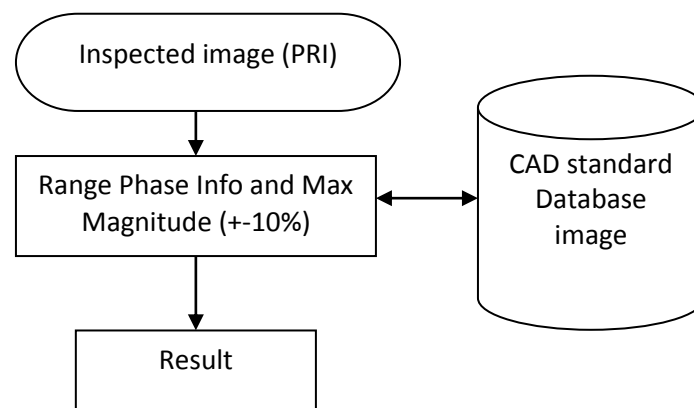 Inspected image (PRI)
Range Phase Info and Max
Magnitude (+-10%)
CAD standard
Database
image
Result